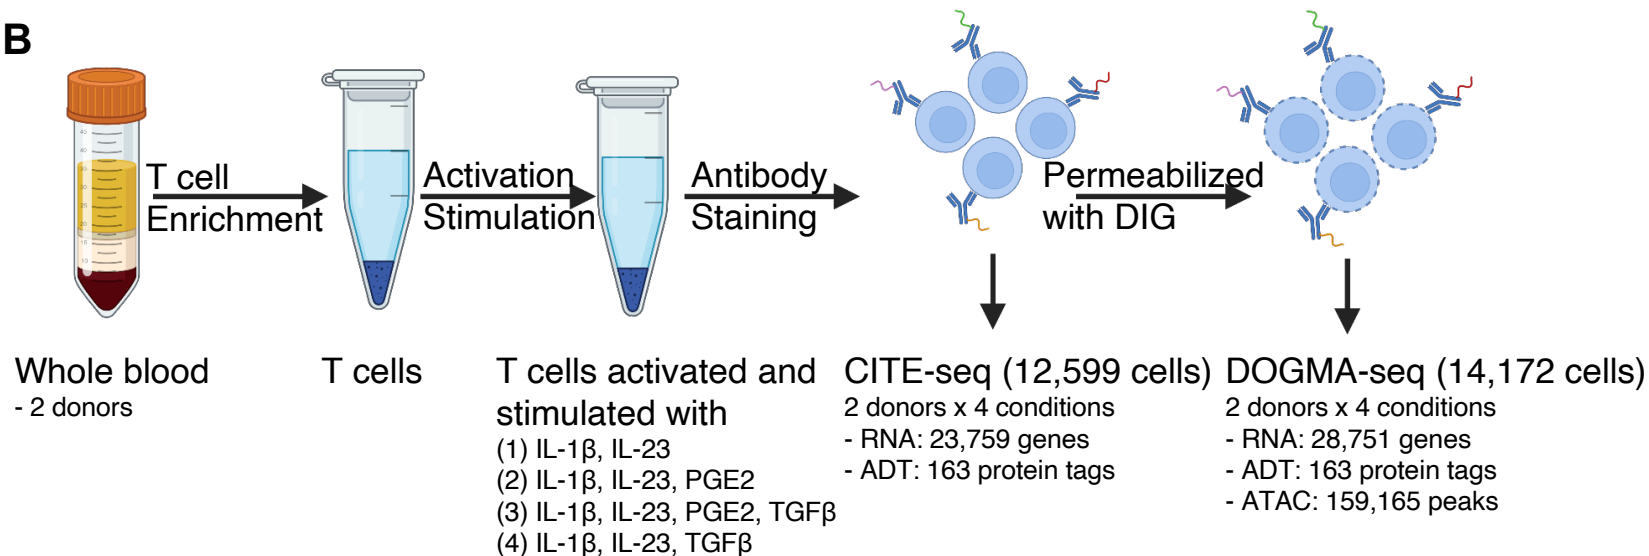 B
T cell
Enrichment
Activation
Stimulation
Antibody
Staining
Permeabilized
with DIG
Whole blood
- 2 donors
T cells
T cells activated and
stimulated with
(1) IL-1β, IL-23
(2) IL-1β, IL-23, PGE2
(3) IL-1β, IL-23, PGE2, TGFβ
(4) IL-1β, IL-23, TGFβ
CITE-seq (12,599 cells)
2 donors x 4 conditions
- RNA: 23,759 genes
- ADT: 163 protein tags
DOGMA-seq (14,172 cells)
2 donors x 4 conditions
- RNA: 28,751 genes
- ADT: 163 protein tags
- ATAC: 159,165 peaks